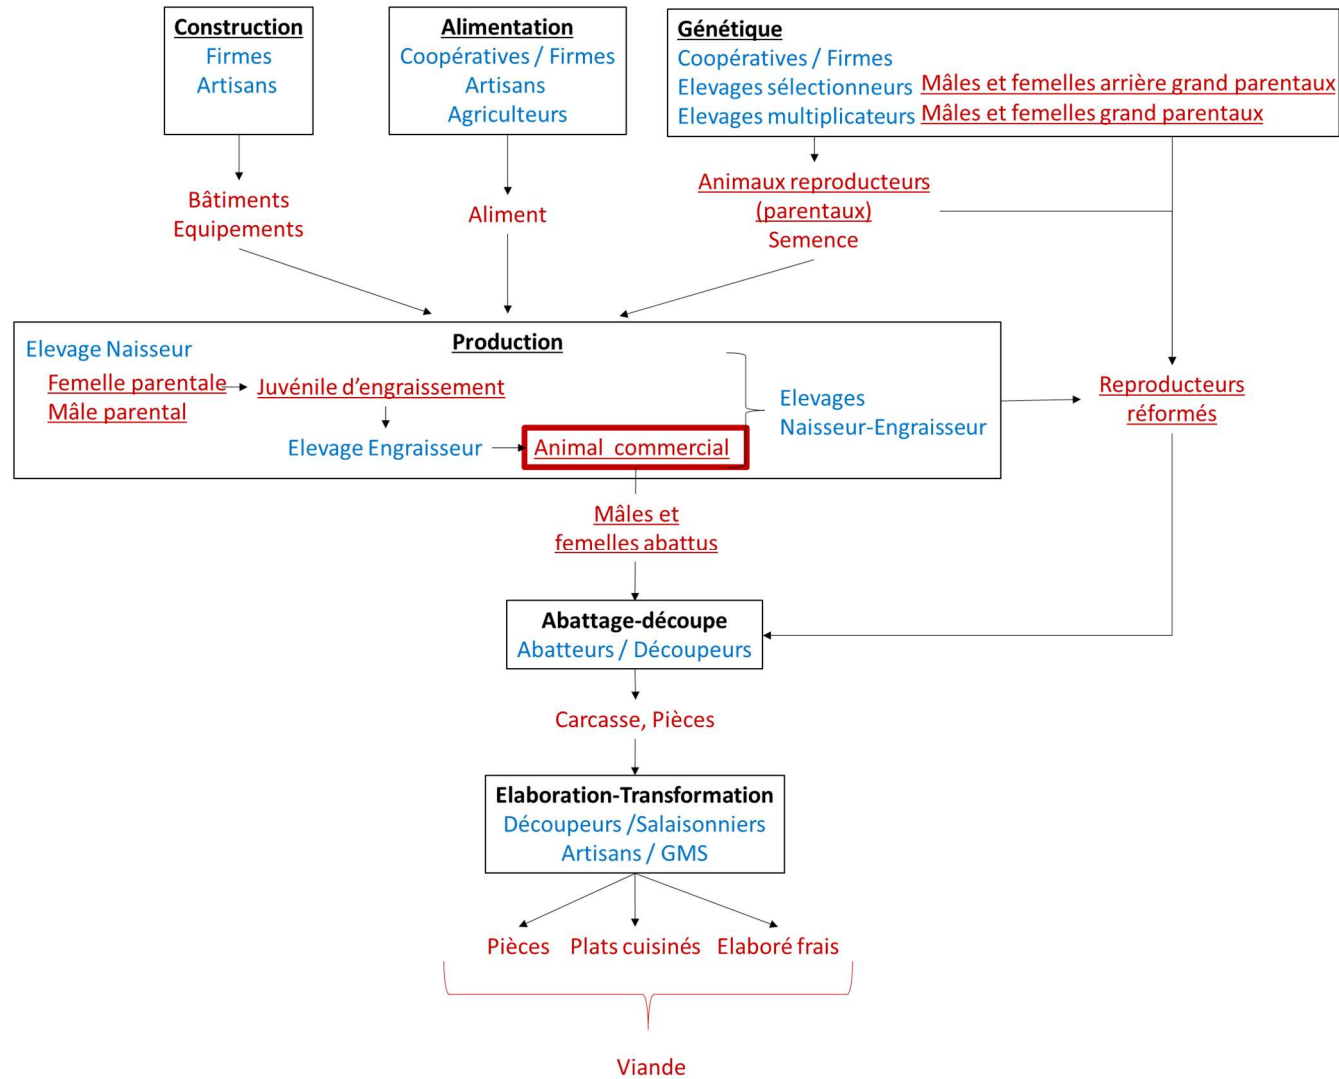 Construction
Firmes
Artisans
Alimentation
Coopératives / Firmes
Artisans
Agriculteurs
Génétique
Coopératives / Firmes
Elevages sélectionneurs Mâles et femelles arrière grand parentaux
Elevages multiplicateurs Mâles et femelles grand parentaux
Bâtiments
Equipements
Aliment
Animaux reproducteurs
(parentaux)
Semence
Production
Elevage Naisseur
Femelle parentale
Mâle parental
Juvénile d'engraissement
Elevage Engraisseur
Animal commercial
Elevages
Naisseur-Engraisseur
Reproducteurs
réformés
Mâles et
femelles abattus
Abattage-découpe
Abatteurs / Découpeurs
Carcasse, Pièces
Elaboration-Transformation
Découpeurs /Salaisonniers
Artisans / GMS
Pièces
Plats cuisinés
Elaboré frais
Viande